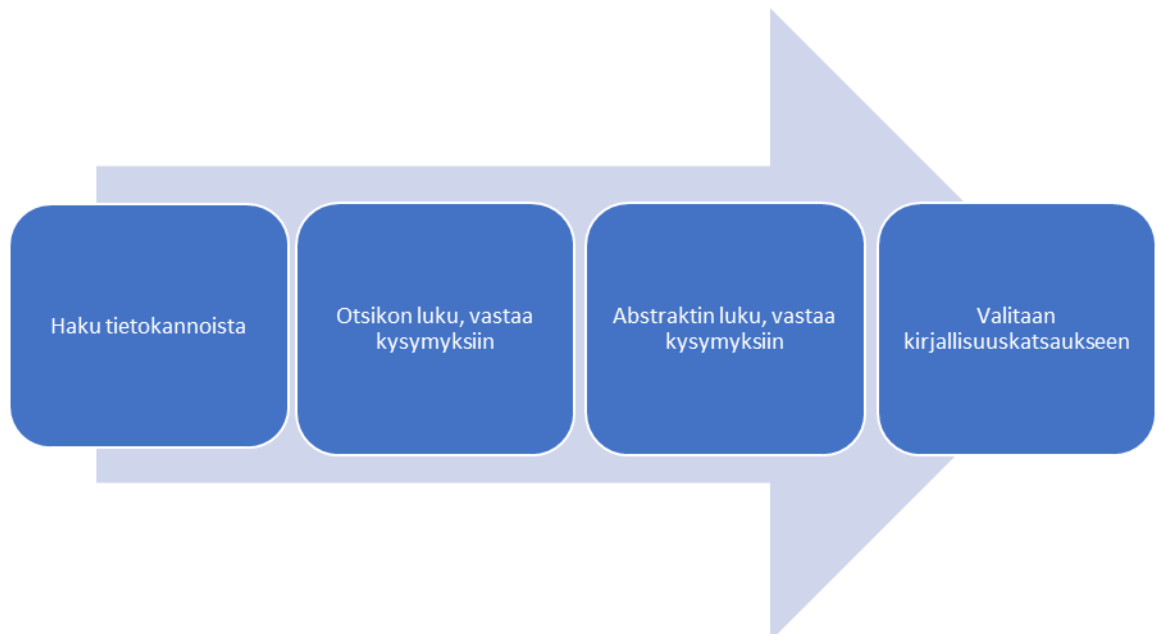 Haku tietokannoista
Otsikon luku, vastaa
kysymyksiin
Abstraktin luku, vastaa
kysymyksiin
Valitaan
kirjallisuuskatsaukseen